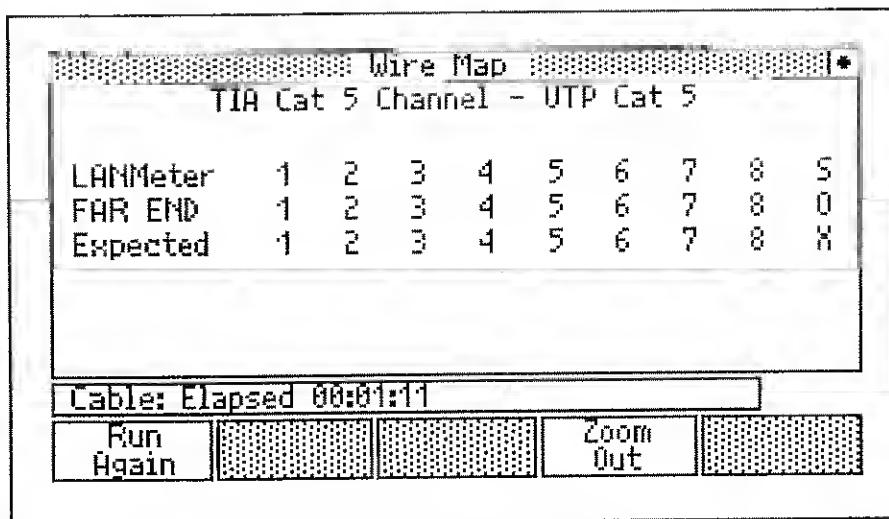 Wire Map
TIA Cat 5 Channel - UTP Cat 5
LANMeter 1 2 3 4 5 6 7 8 S
FAR END 1 2 3 4 5 6 7 8 O
Expected 1 2 3 4 5 6 7 8 X
Cable: Elapsed 00:01:11
Run Again
Zoom Out